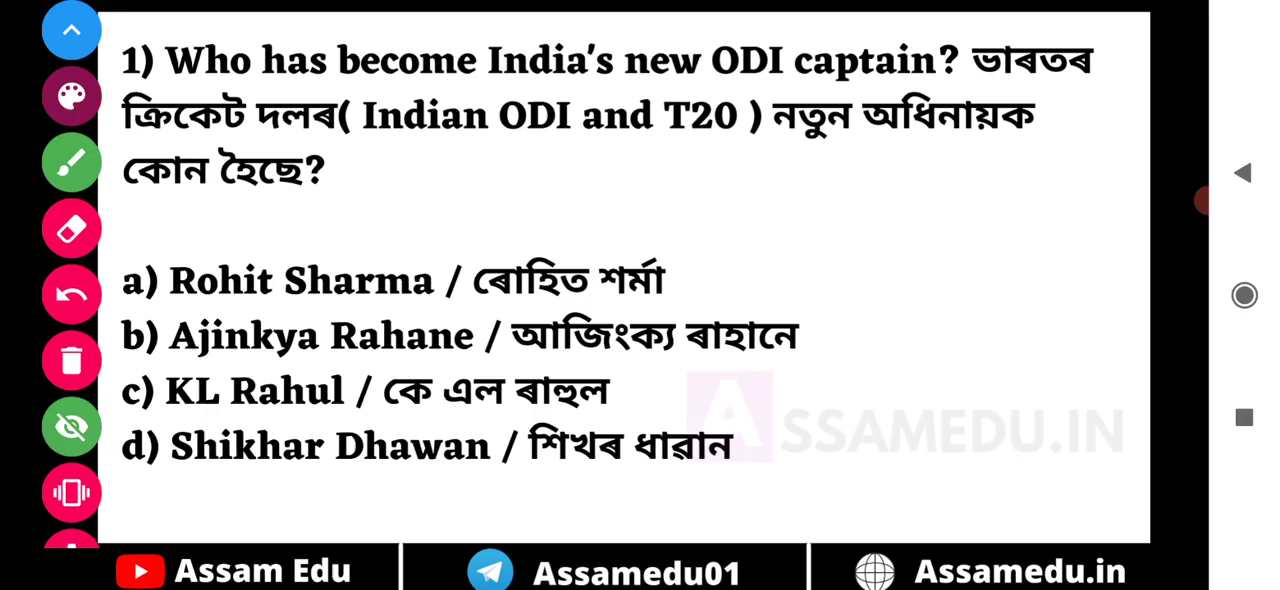 1) Who has become India's new ODI captain? ভাৰতৰ
ক্ৰিকেট দলৰ( Indian ODI and T20 ) নতুন অধিনায়ক
কোন হৈছে?
a) Rohit Sharma / ৰোহিত শৰ্মা
b) Ajinkya Rahane / আজিংক্য ৰাহানে
c) KL Rahul / কে এল ৰাহুল
d) Shikhar Dhawan / শিখৰ ধাৱান
ASSAMEDU.IN
Assam Edu
Assamedu01
Assamedu.in